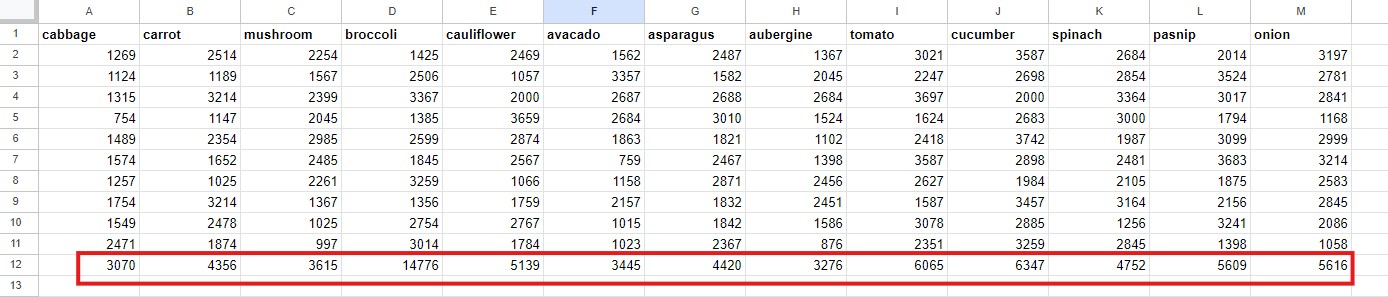 A B C D E F G H I J K L M
1 cabbage carrot mushroom broccoli cauliflower avacado asparagus aubergine tomato cucumber spinach pasnip onion
2 1269 2514 2254 1425 2469 1562 2487 1367 3021 3587 2684 2014 3197
3 1124 1189 1567 2506 1057 3357 1582 2045 2247 2698 2854 3524 2781
4 1315 3214 2399 3367 2000 2687 2688 2684 3697 2000 3364 3017 2841
5 754 1147 2045 1385 3659 2684 3010 1524 1624 2683 3000 1794 1168
6 1489 2354 2985 2599 2874 1863 1821 1102 2418 3742 1987 3099 2999
7 1574 1652 2485 1845 2567 759 2467 1398 3587 2898 2481 3683 3214
8 1257 1025 2261 3259 1066 1158 2871 2456 2627 1984 2105 1875 2583
9 1754 3214 1367 1356 1759 2157 1832 2451 1587 3457 3164 2156 2845
10 1549 2478 1025 2754 2767 1015 1842 1586 3078 2885 1256 3241 2086
11 2471 1874 997 3014 1784 1023 2367 876 2351 3259 2845 1398 1058
12 3070 4356 3615 14776 5139 3445 4420 3276 6065 6347 4752 5609 5616
13